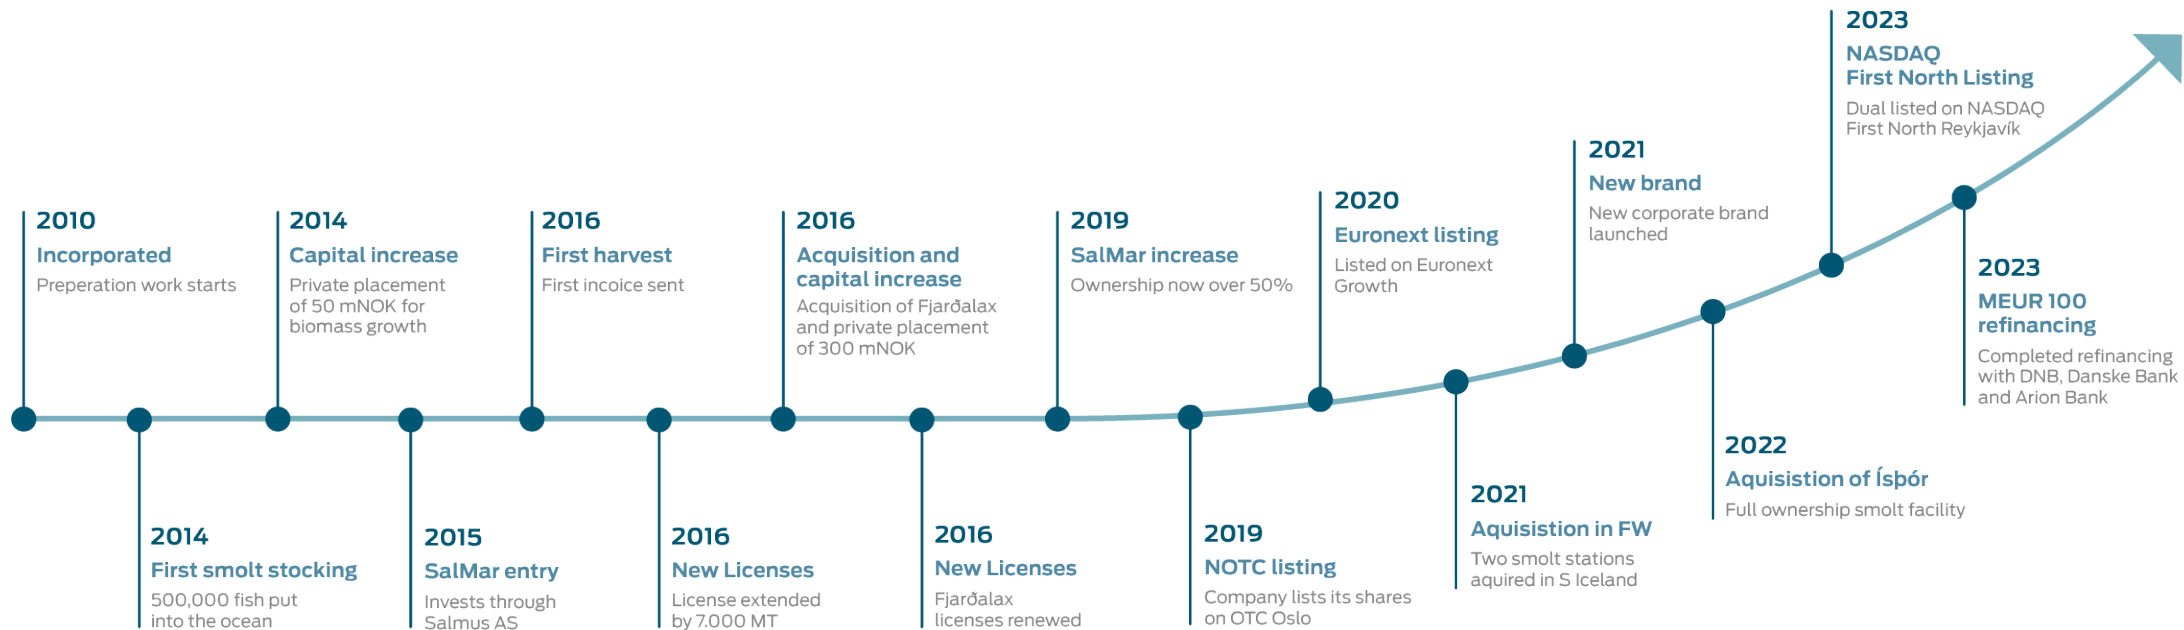 2010
Incorporated
Preperation work starts
2014
First smolt stocking
500,000 fish put
into the ocean
2014
Capital increase
Private placement
of 50 mNOK for
biomass growth
2015
SalMar entry
Invests through
Salmus AS
2016
First harvest
First incoice sent
2016
New Licenses
License extended
by 7.000 MT
2016
Acquisition and
capital increase
Acquisition of Fjarðalax
and private placement
of 300 mNOK
2016
New Licenses
Fjarðalax
licenses renewed
2019
SalMar increase
Ownership now over 50%
2019
NOTC listing
Company lists its shares
on OTC Oslo
2020
Euronext listing
Listed on Euronext
Growth
2021
Aquisistion in FW
Two smolt stations
aquired in S Iceland
2021
New brand
New corporate brand
launched
2022
Aquisistion of Ísþór
Full ownership smolt facility
2023
NASDAQ
First North Listing
Dual listed on NASDAQ
First North Reykjavík
2023
MEUR 100
refinancing
Completed refinancing
with DNB, Danske Bank
and Arion Bank